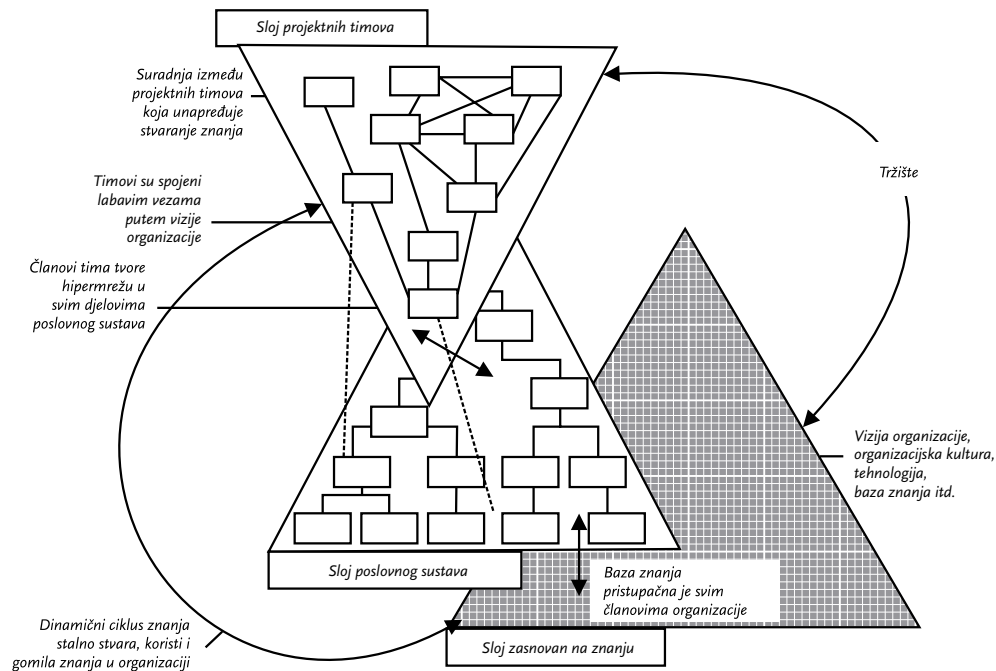 Sloj projektnih timova
Suradnja između
projektnih timova
koja unapređuje
stvaranje znanja
Timovi su spojeni
labavim vezama
putem vizije
organizacije
Članovi tima tvore
hipermrežu u
svim djelovima
poslovnog sustava
Tržište
Vizija organizacije,
organizacijska kultura,
tehnologija,
baza znanja itd.
Sloj poslovnog sustava
Baza znanja
pristupačna je svim
članovima organizacije
Dinamični ciklus znanja
stalno stvara, koristi i
gomila znanja u organizaciji
Sloj zasnovan na znanju